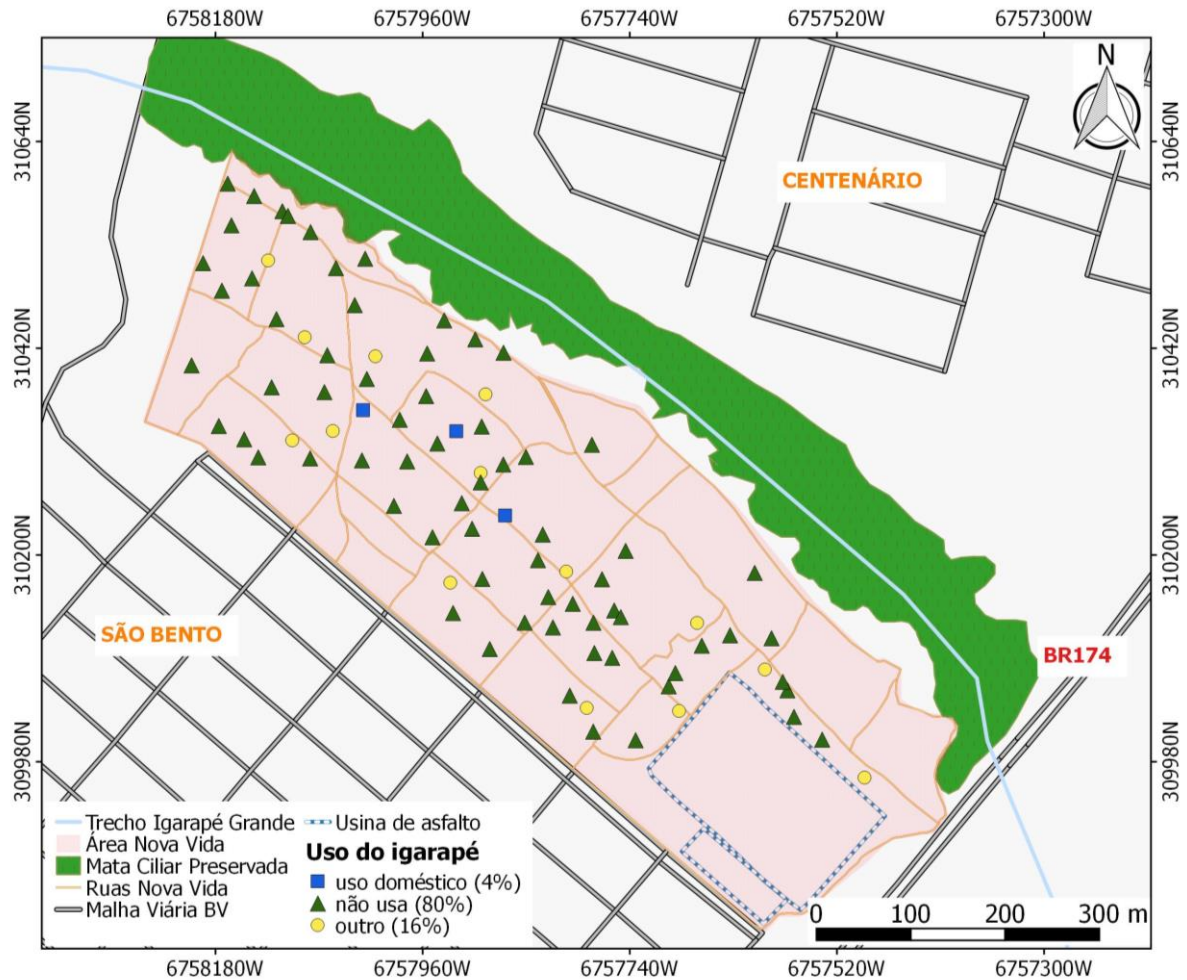 6758180W 6757960W 6757740W 6757520W 6757300W
N
310640N 310640N
CENTENÁRIO
310420N 310420N
310200N 310200N
SÃO BENTO
BR174
309980N 309980N
Trecho Igarapé Grande
Área Nova Vida
Mata Ciliar Preservada
Ruas Nova Vida
Malha Viária BV
Usina de asfalto
Uso do igarapé
uso doméstico (4%)
não usa (80%)
outro (16%)
0 100 200 300 m
6758180W 6757960W 6757740W 6757520W 6757300W